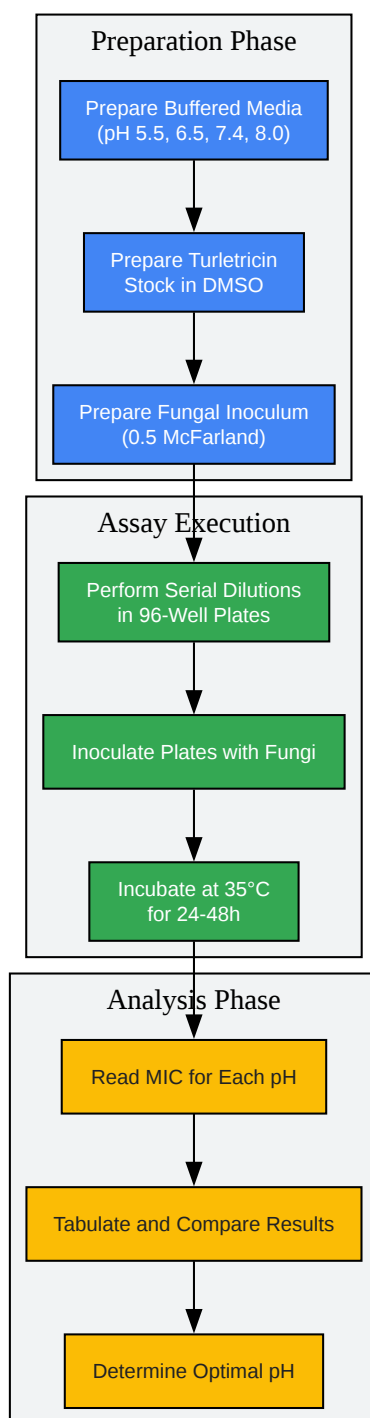 Preparation Phase
Prepare Buffered Media
(pH 5.5, 6.5, 7.4, 8.0)
Prepare Turletricin
Stock in DMSO
Prepare Fungal Inoculum
(0.5 McFarland)
Assay Execution
Perform Serial Dilutions
in 96-Well Plates
Inoculate Plates with Fungi
Incubate at 35°C
for 24-48h
Analysis Phase
Read MIC for Each pH
Tabulate and Compare Results
Determine Optimal pH